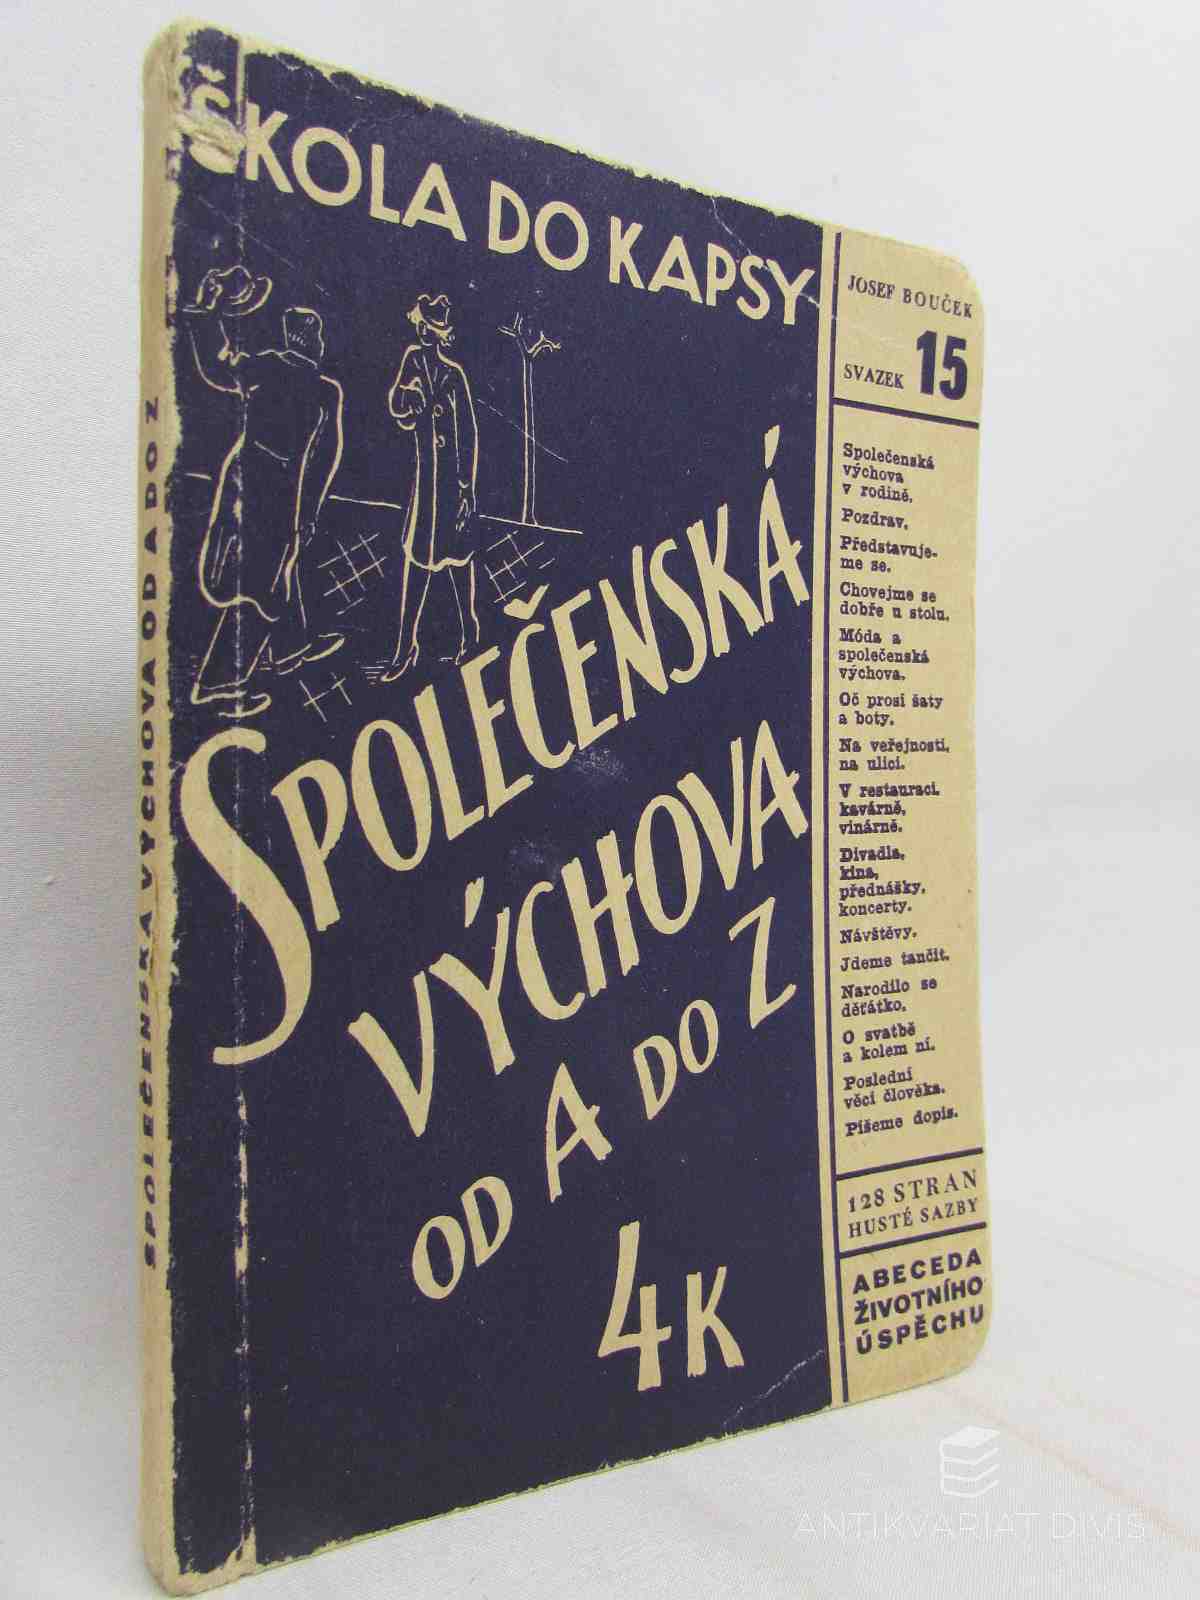 ŠKOLA DO KAPSY
SPOLEČENSKÁ
VÝCHOVA
OD A DO Z
4K
JOSEF BOUČEK
SVAZEK 15
Společenská
výchova
v rodině.
Pozdrav.
Představuje-
me se.
Chovejme se
dobře u stolu.
Móda a
společenská
výchova.
Oč prosí šaty
a boty.
Na veřejnosti,
na ulici.
V restauraci,
kavárně,
vinárně.
Divadla,
kina,
přednášky,
koncerty.
Návštěvy.
Jdeme tančit.
Narodilo se
děťátko.
O svatbě
a kolem ní.
Poslední
věci člověka.
Píšeme dopis.
128 STRAN
HUSTÉ SAZBY
ABECEDA
ŽIVOTNÍHO
ÚSPĚCHU
SPOLEČENSKÁ VÝCHOVA OD A DO Z
ANTIKVARIAT DIVIS